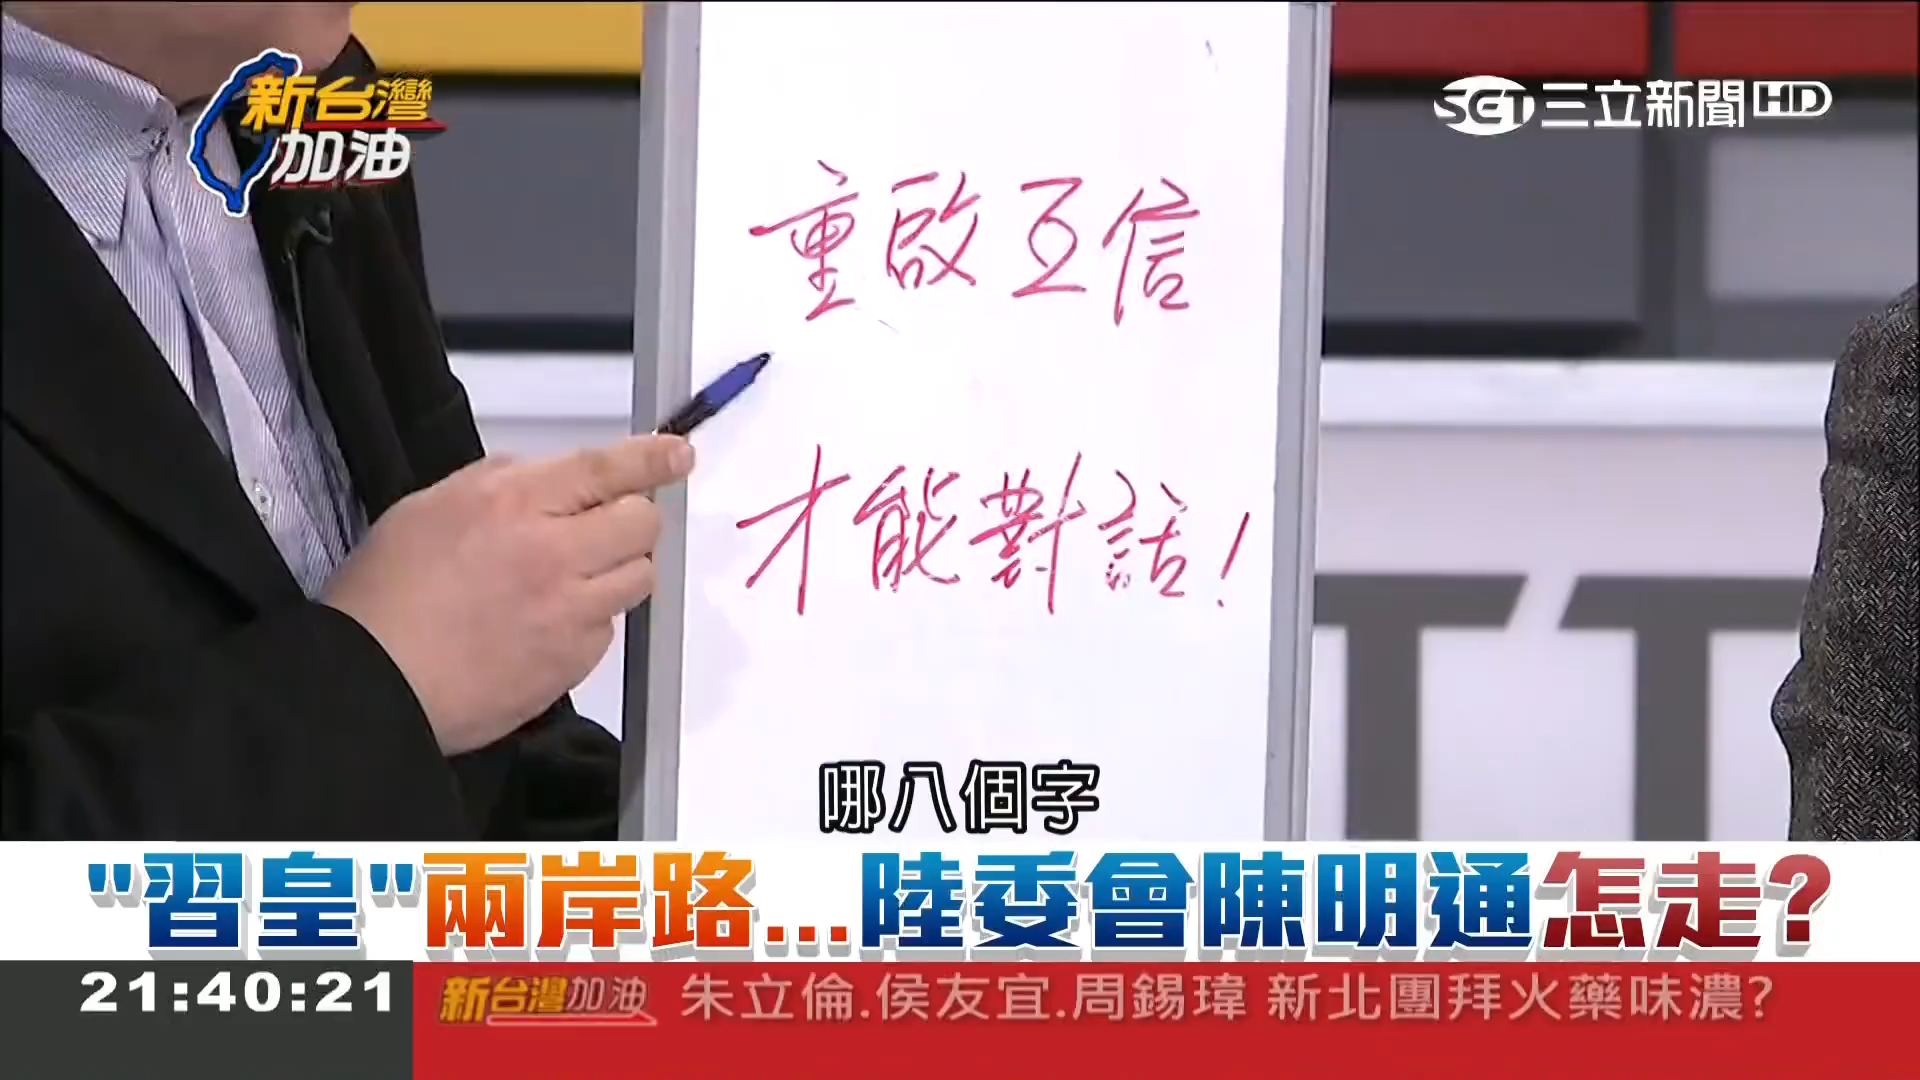 新台灣
加油
SET三立新聞HD
重啟互信
才能對話!
哪八個字
"習皇"兩岸路...陸委會陳明通怎走?
21:40:21
新台灣加油 朱立倫.侯友宜.周錫瑋 新北團拜火藥味濃?